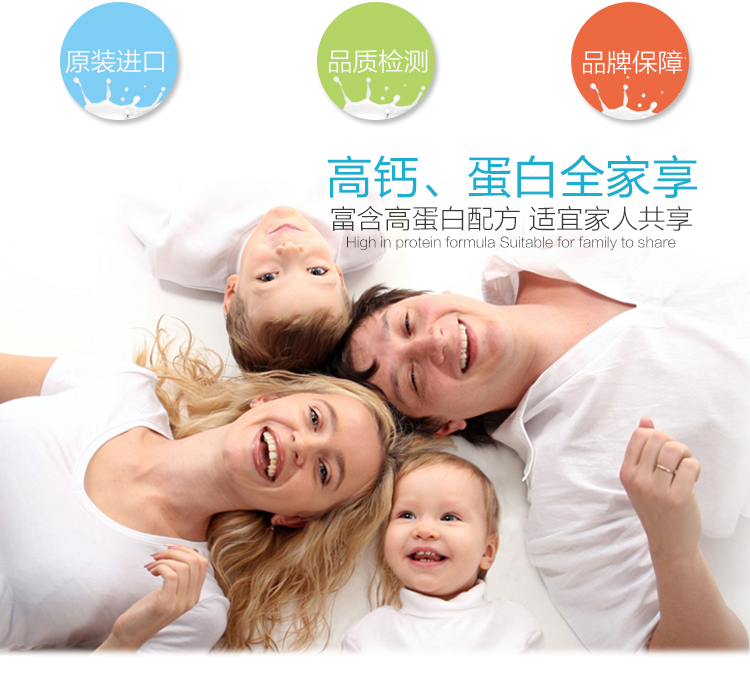 原装进口
品质检测
品牌保障
高钙、蛋白全家享
富含高蛋白配方 适宜家人共享
High in protein formula Suitable for family to share